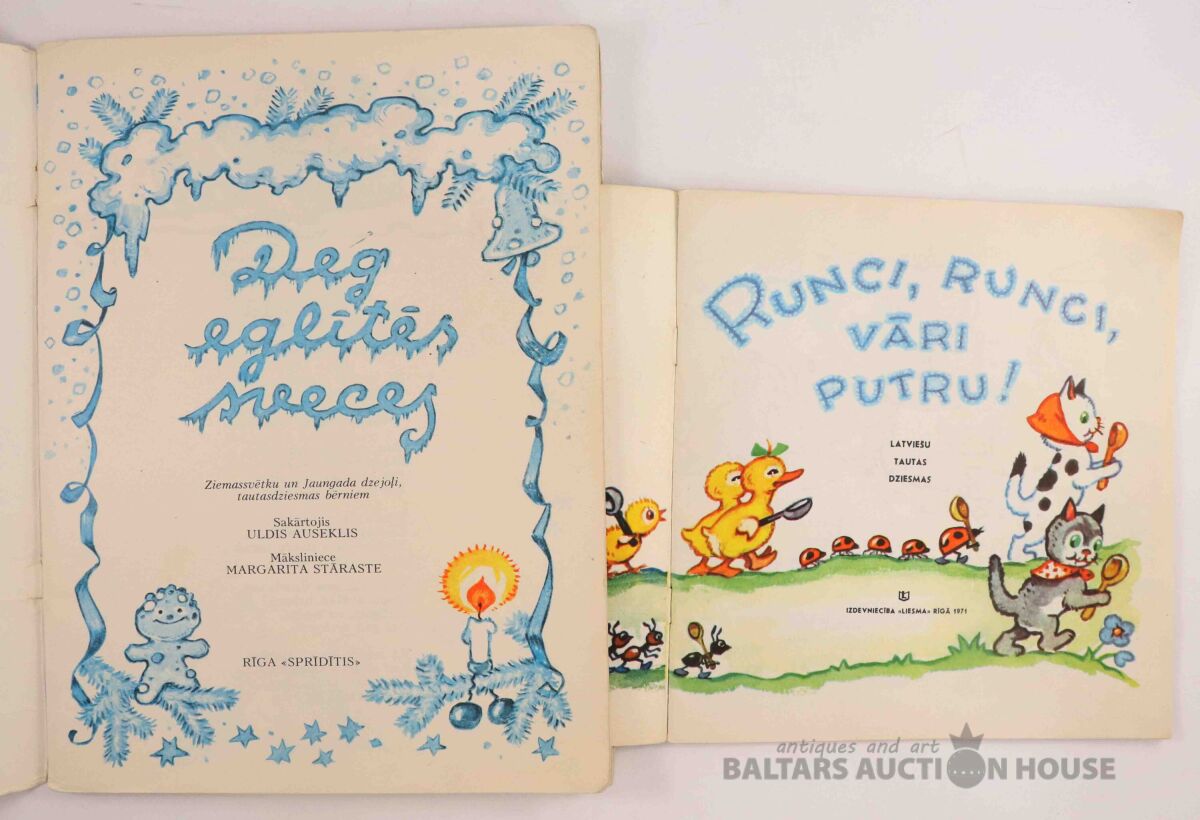 Deg
eglītēs
sveces
Ziemassvētku un Jaungada dzejoļi,
tautasdziesmas bērniem
Sakārtojis
ULDIS AUSEKLIS
Māksliniece
MARGARITA STĀRASTE
RĪGA «SPRĪDĪTIS»
RUNCI, RUNCI,
VĀRI
PUTRU!
LATVIEŠU
TAUTAS
DZIESMAS
IZDEVNIECĪBA «LIESMA» RĪGĀ 1971
antiques and art
BALTARS AUCTION HOUSE